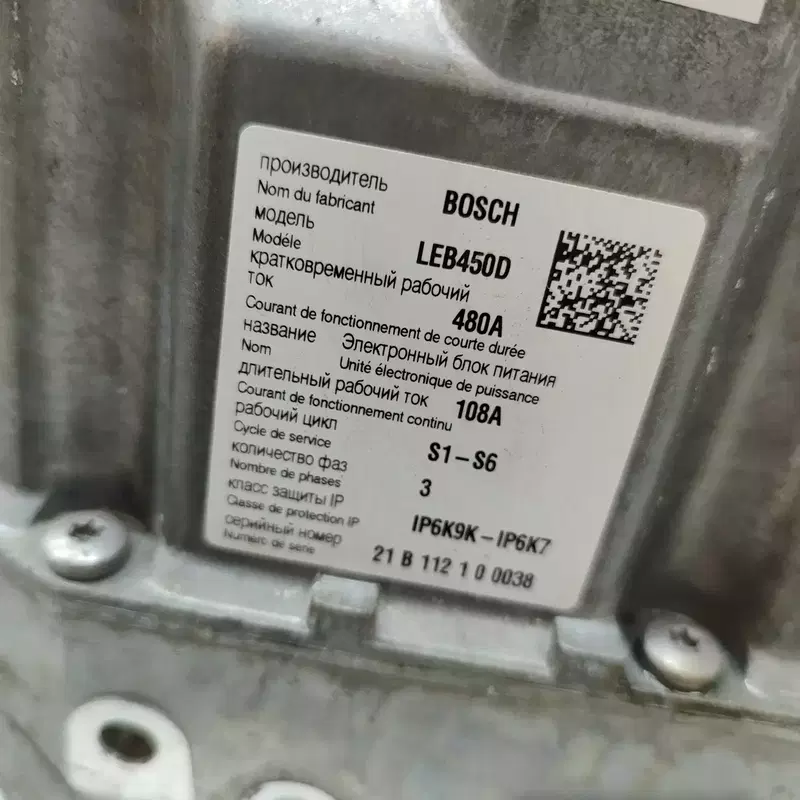 производитель
Nom du fabricant BOSCH
модель
Modéle LEB450D
кратковременный рабочий
ток 480A
Courant de fonctionnement de courte durée
название Электронный блок питания
Nom Unité électronique de puissance
длительный рабочий ток 108A
Courant de fonctionnement continu
рабочий цикл
Cycle de service S1-S6
количество фаз
Nombre de phases 3
класс защиты IP
Classe de protection IP IP6K9K-IP6K7
серийный номер
Numéro de série 21 B 112 1 0 0038